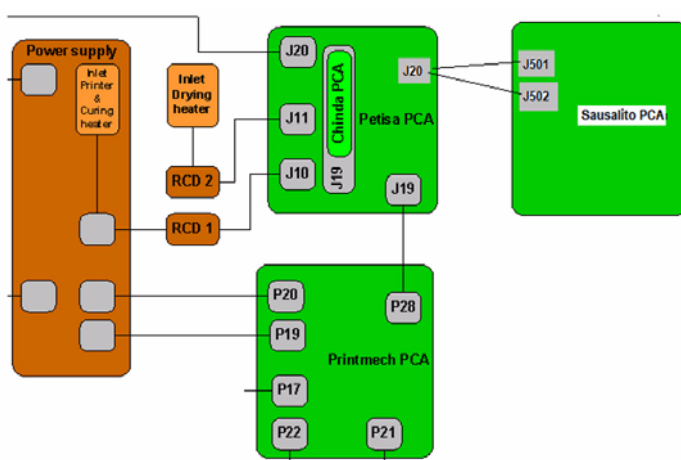 Power supply
Inlet
Printer
&
Curing
heater
Inlet
Drying
heater
RCD 2
RCD 1
J20
J11
J10
Chinda PCA
J19
J20
Petisa PCA
J19
J501
J502
Sausalito PCA
P20
P19
P28
Printmech PCA
P17
P22
P21